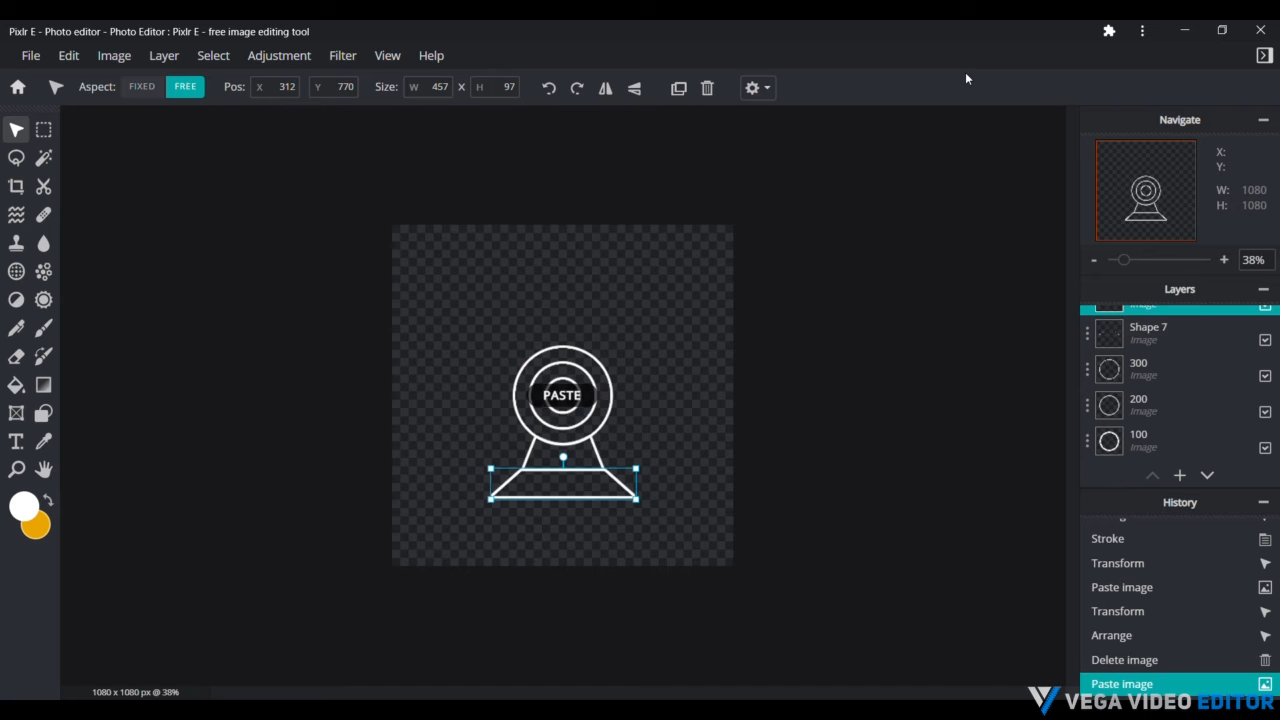 Pixlr E - Photo editor - Photo Editor : Pixlr E - free image editing tool
File Edit Image Layer Select Adjustment Filter View Help
Aspect: FIXED FREE Pos: X 312 Y 770 Size: W 457 X H 97
Navigate
X:
Y:
W: 1080
H: 1080
- + 38%
Layers
Image
Shape 7
Image
300
Image
200
Image
100
Image
PASTE
T
History
Stroke
Transform
Paste image
Transform
Arrange
Delete image
Paste image
1080 x 1080 px @ 38%
VEGA VIDEO EDITOR